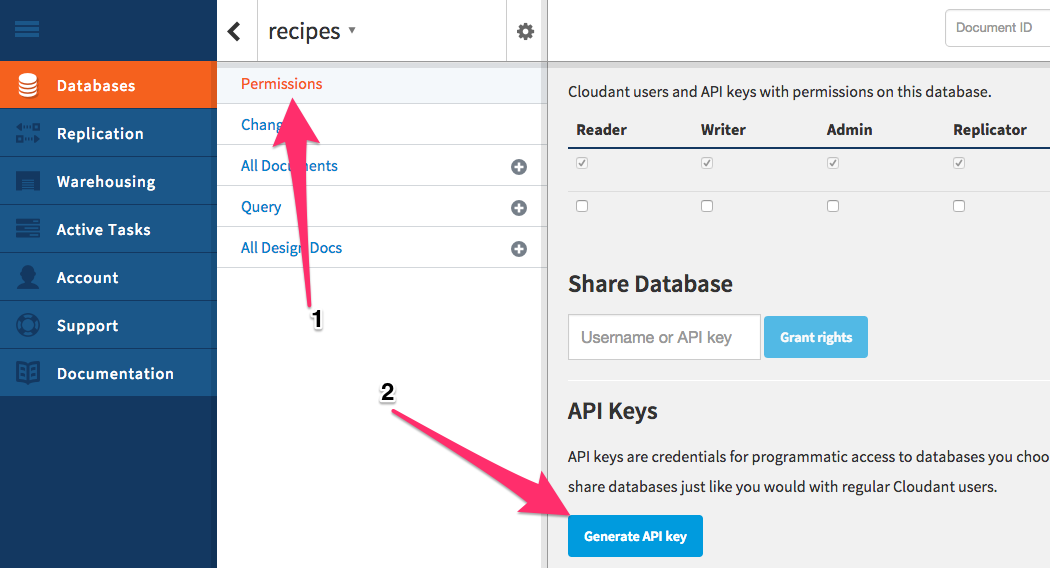 recipes
Document ID
Databases
Replication
Warehousing
Active Tasks
Account
Support
Documentation
Permissions
Chang
All Documents
Query
All Design Docs
1
2
Cloudant users and API keys with permissions on this database.
Reader Writer Admin Replicator
Share Database
Username or API key Grant rights
API Keys
API keys are credentials for programmatic access to databases you choo
share databases just like you would with regular Cloudant users.
Generate API key